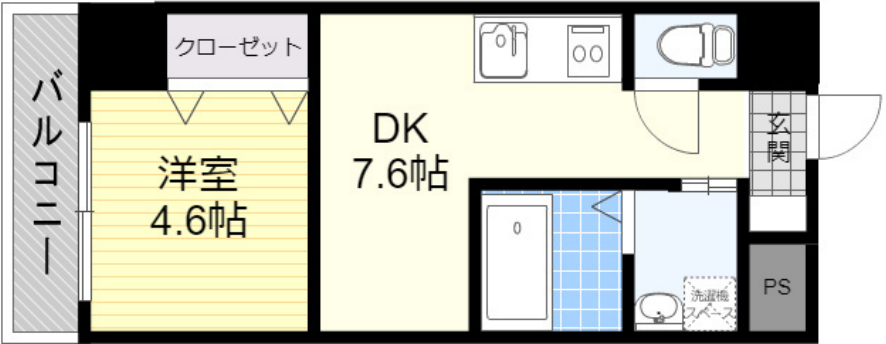 バルコニー
クローゼット
洋室
4.6帖
DK
7.6帖
玄関
洗濯機
スペース
PS